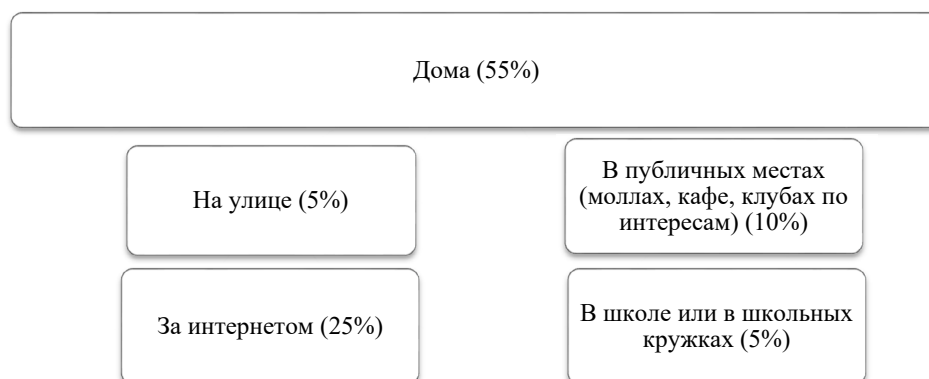 Дома (55%)
На улице (5%)
В публичных местах
(моллах, кафе, клубах по
интересам) (10%)
За интернетом (25%)
В школе или в школьных
кружках (5%)